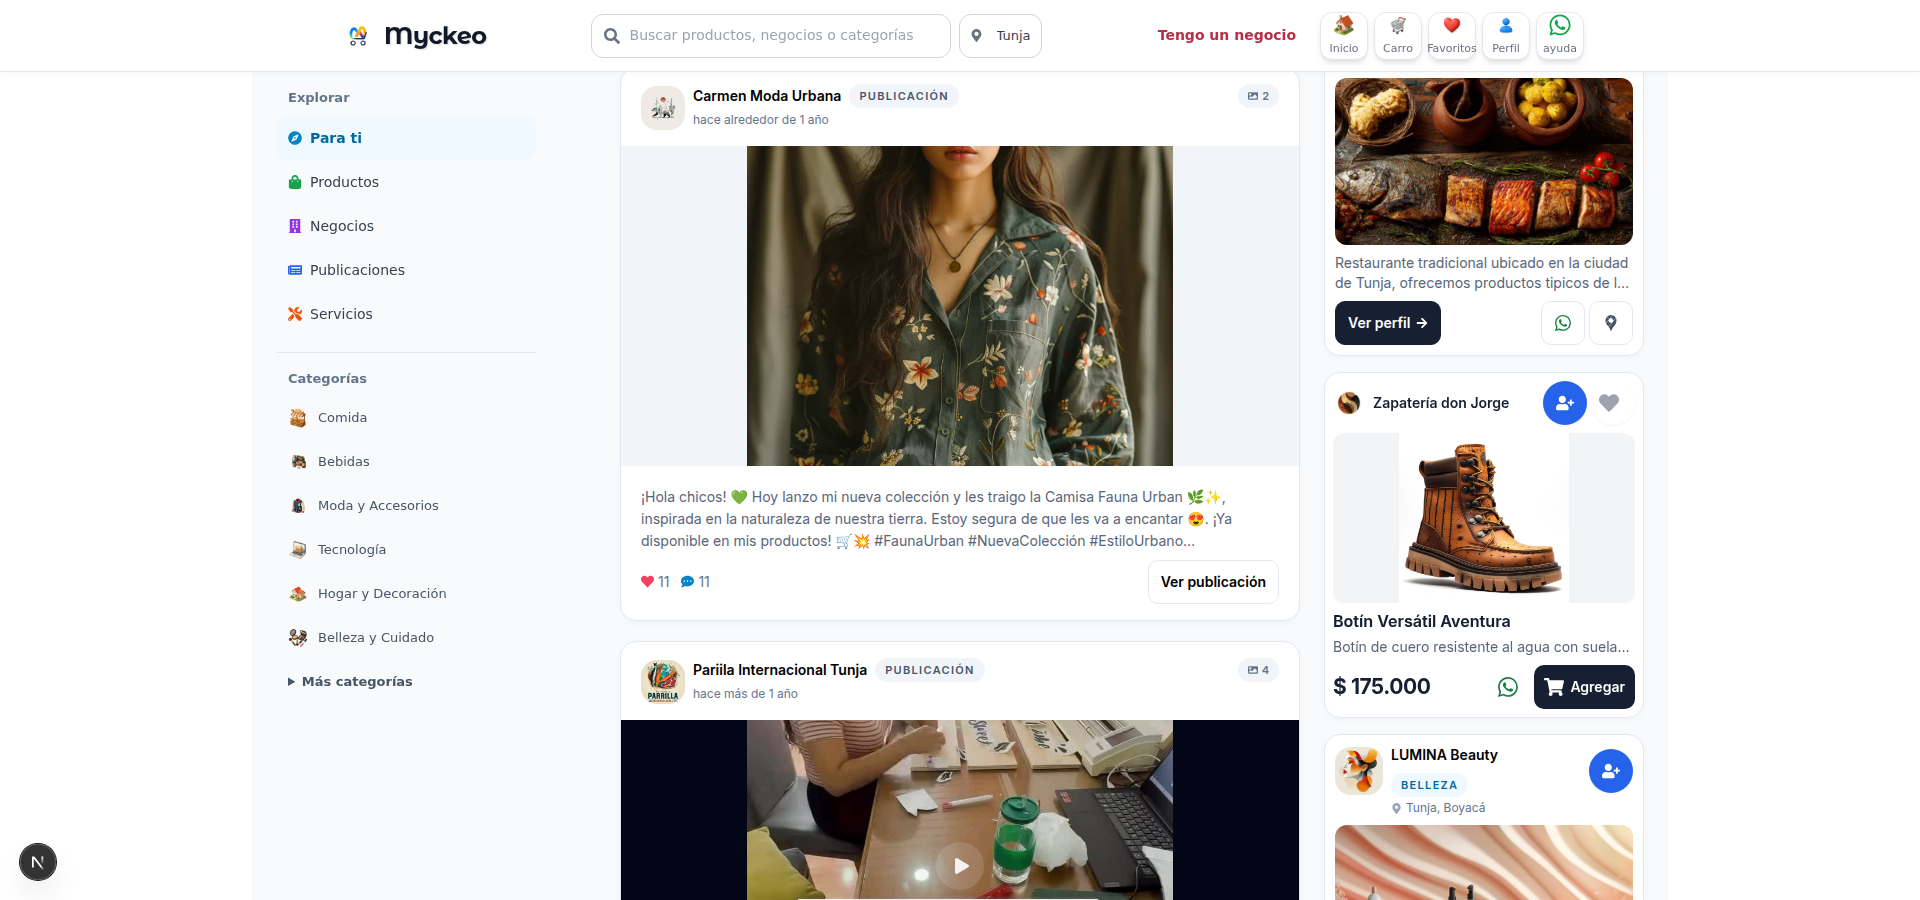 Myckeo
Buscar productos, negocios o categorías
Tunja
Tengo un negocio
Inicio
Carro
Favoritos
Perfil
ayuda
Explorar
Para ti
Productos
Negocios
Publicaciones
Servicios
Categorías
Comida
Bebidas
Moda y Accesorios
Tecnología
Hogar y Decoración
Belleza y Cuidado
Más categorías
Carmen Moda Urbana
PUBLICACIÓN
2
hace alrededor de 1 año
¡Hola chicos! 💚 Hoy lanzo mi nueva colección y les traigo la Camisa Fauna Urban 🌿✨,
inspirada en la naturaleza de nuestra tierra. Estoy segura de que les va a encantar 😍. ¡Ya
disponible en mis productos! 🛒💥 #FaunaUrban #NuevaColección #EstiloUrbano...
11 11
Ver publicación
PARRILLA
Pariila Internacional Tunja
PUBLICACIÓN
4
hace más de 1 año
Restaurante tradicional ubicado en la ciudad
de Tunja, ofrecemos productos tipicos de l...
Ver perfil →
Zapatería don Jorge
Botín Versátil Aventura
Botín de cuero resistente al agua con suela...
$ 175.000
Agregar
LUMINA Beauty
BELLEZA
Tunja, Boyacá
N